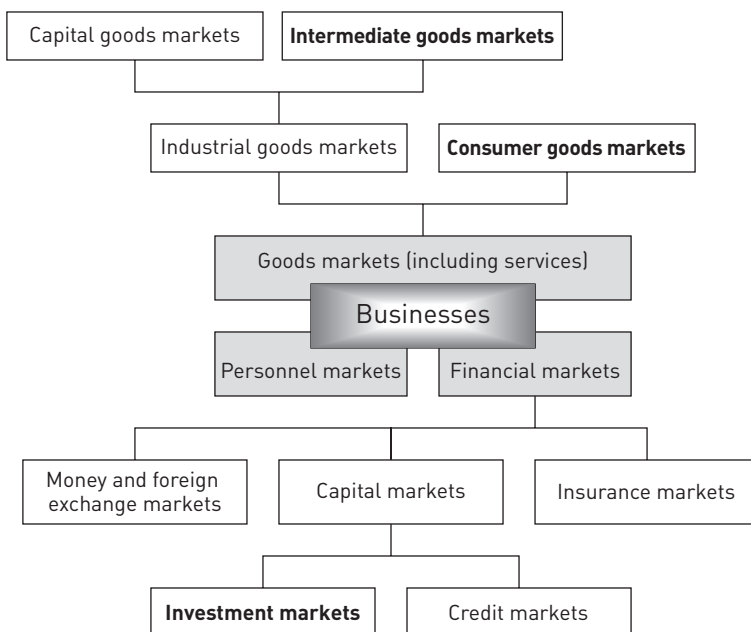 Capital goods markets
Intermediate goods markets
Industrial goods markets
Consumer goods markets
Goods markets (including services)
Businesses
Personnel markets
Financial markets
Money and foreign
exchange markets
Capital markets
Insurance markets
Investment markets
Credit markets